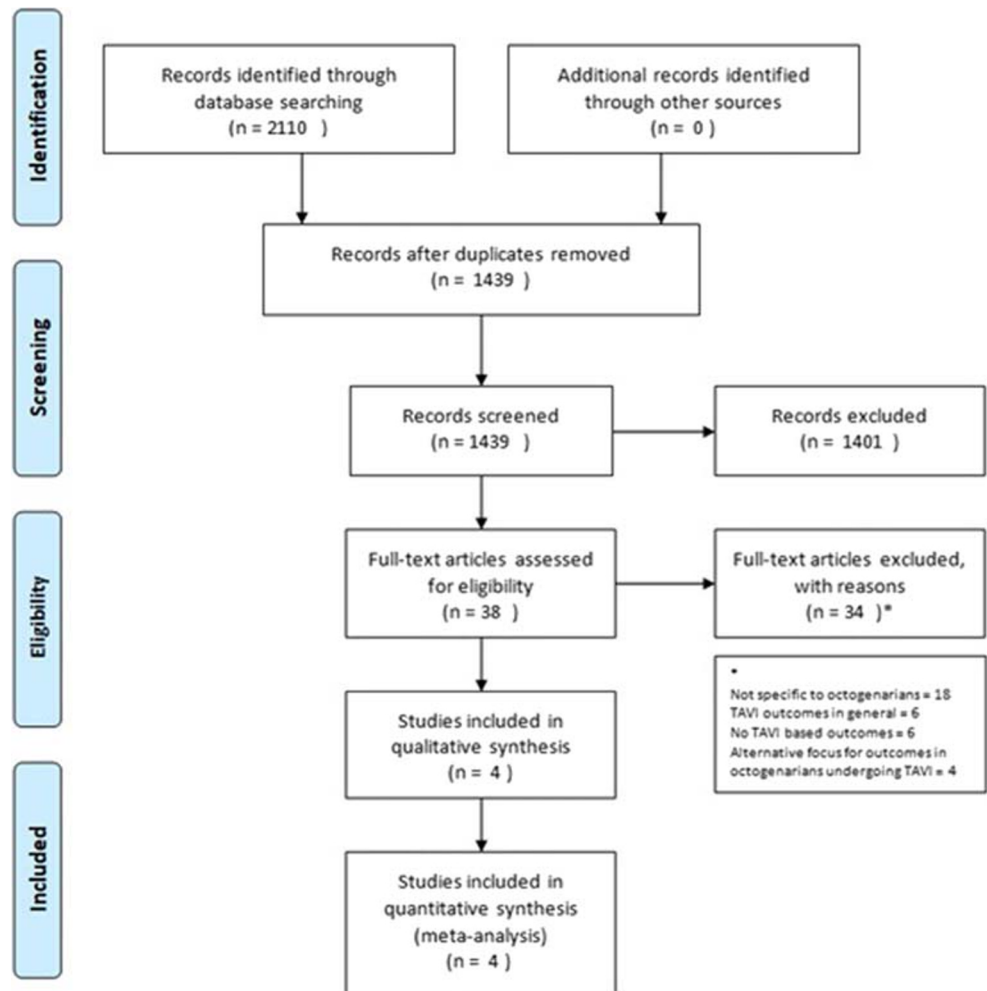 Identification
Records identified through
database searching
(n = 2110 )
Additional records identified
through other sources
(n = 0 )
Records after duplicates removed
(n = 1439 )
Screening
Records screened
(n = 1439 )
Records excluded
(n = 1401 )
Eligibility
Full-text articles assessed
for eligibility
(n = 38 )
Full-text articles excluded,
with reasons
(n = 34 )*
*
Not specific to octogenarians = 18
TAVI outcomes in general = 6
No TAVI based outcomes = 6
Alternative focus for outcomes in
octogenarians undergoing TAVI = 4
Studies included in
qualitative synthesis
(n = 4 )
Included
Studies included in
quantitative synthesis
(meta-analysis)
(n = 4 )